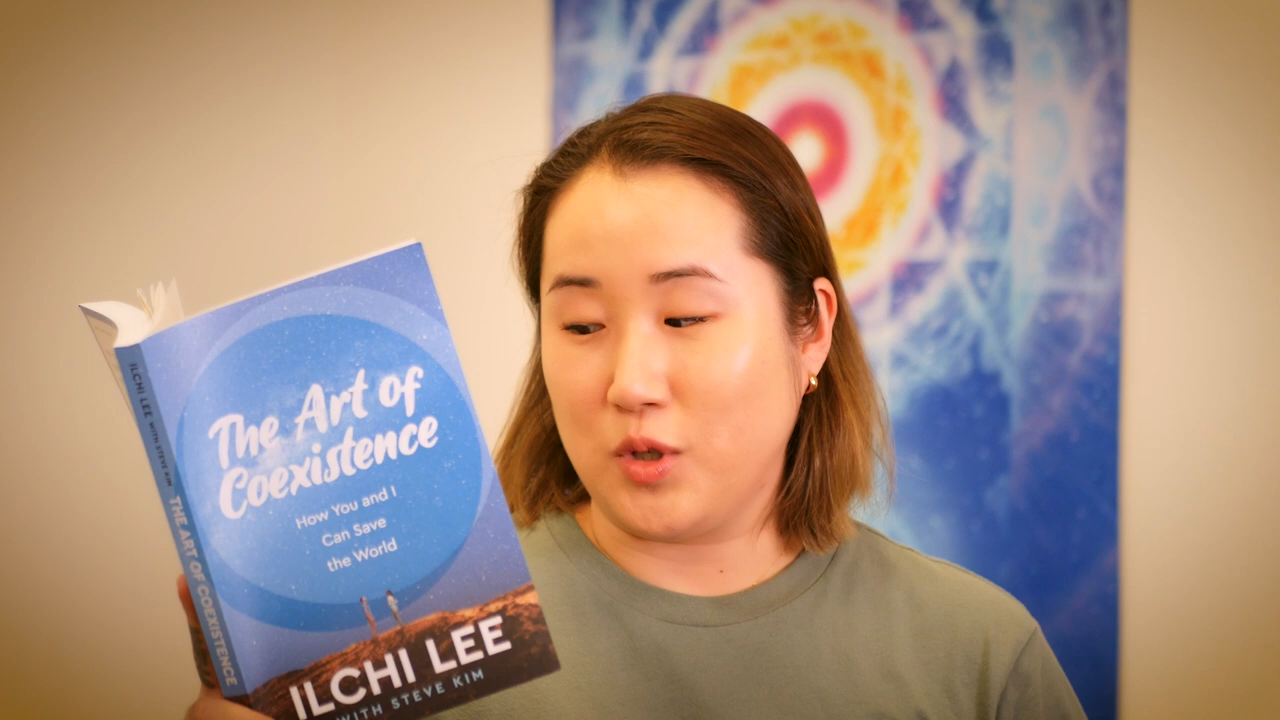 The Art of
Coexistence
How You and I
Can Save
the World
ILCHI LEE
WITH STEVE KIM
ILCHI LEE WITH STEVE KIM THE ART OF COEXISTENCE